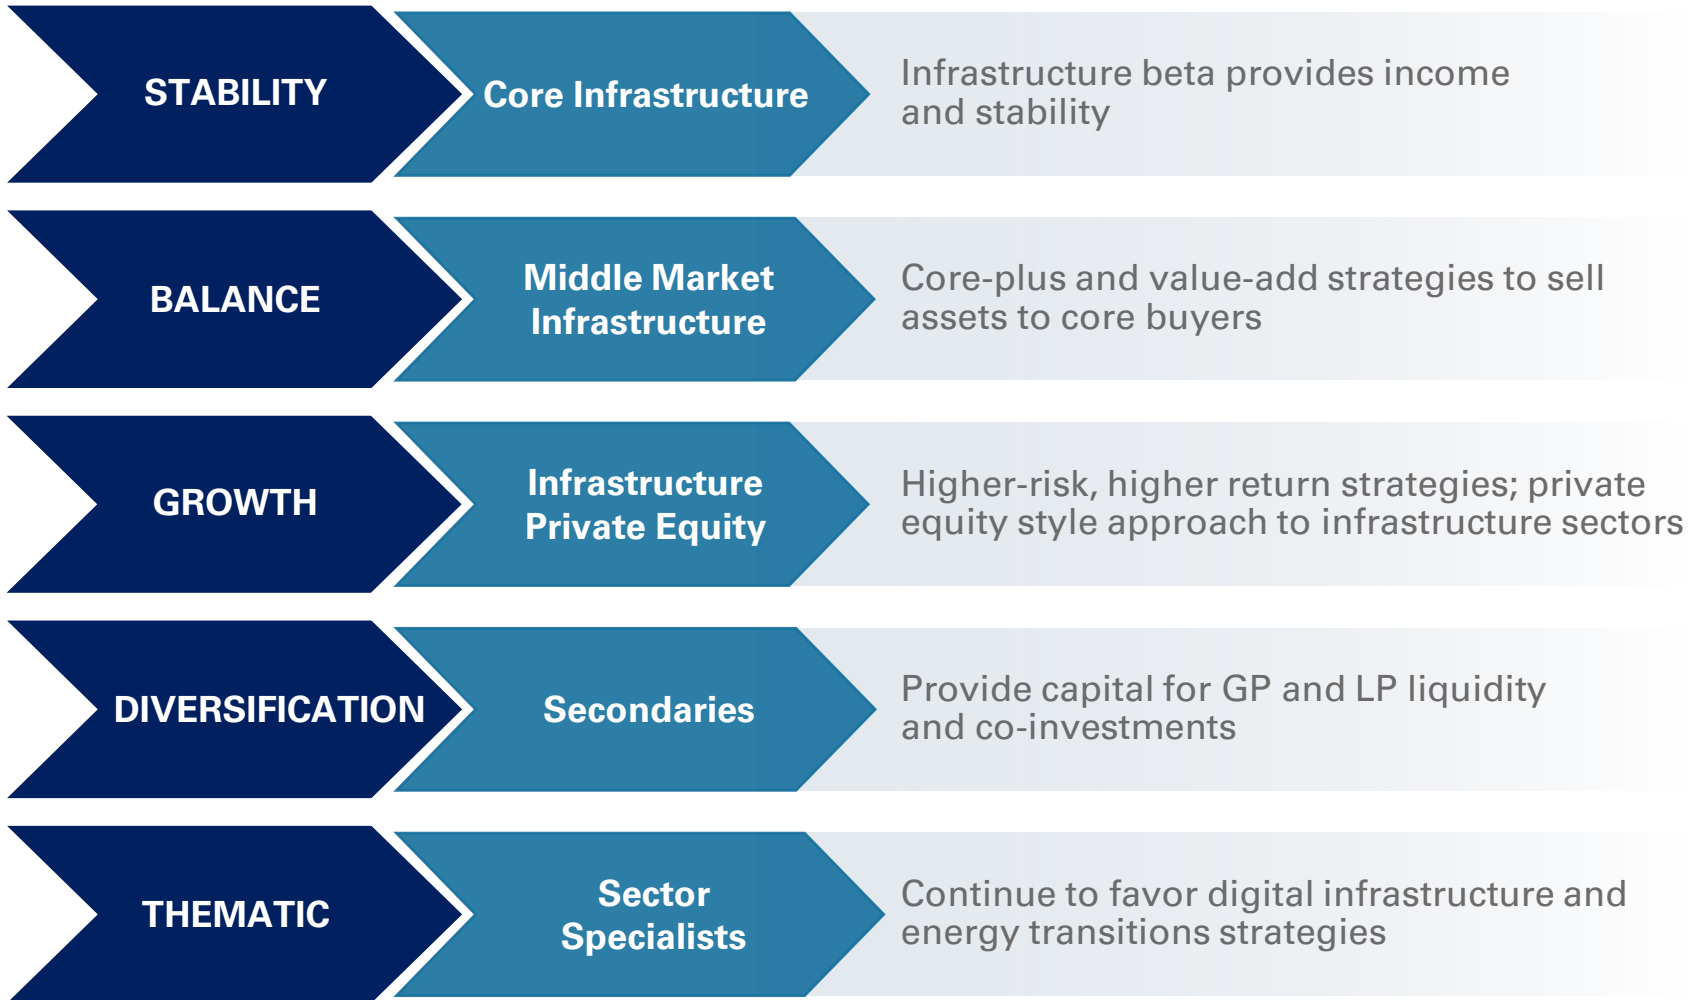 STABILITY
Core Infrastructure
Infrastructure beta provides income
and stability
BALANCE
Middle Market
Infrastructure
Core-plus and value-add strategies to sell
assets to core buyers
GROWTH
Infrastructure
Private Equity
Higher-risk, higher return strategies; private
equity style approach to infrastructure sectors
DIVERSIFICATION
Secondaries
Provide capital for GP and LP liquidity
and co-investments
THEMATIC
Sector
Specialists
Continue to favor digital infrastructure and
energy transitions strategies